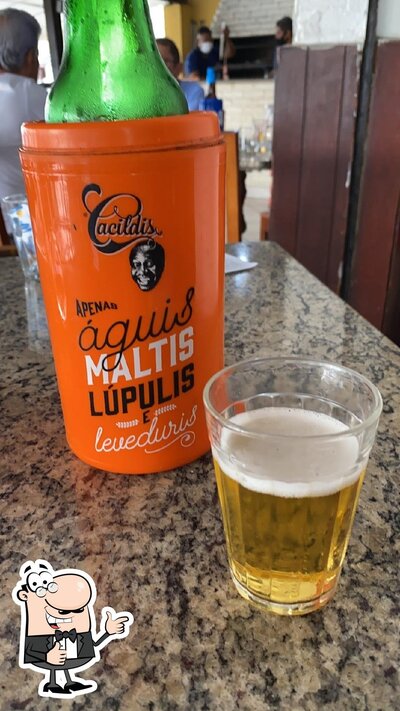 Cacildis
APENAS
águis
MALTIS
LÚPULIS
E
leveduris